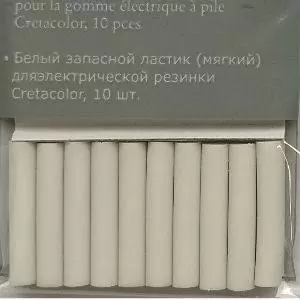 pour la gomme électrique à pile
Cretacolor, 10 pces
• Белый запасной ластик (мягкий)
дляэлектрической резинки
Cretacolor, 10 шт.